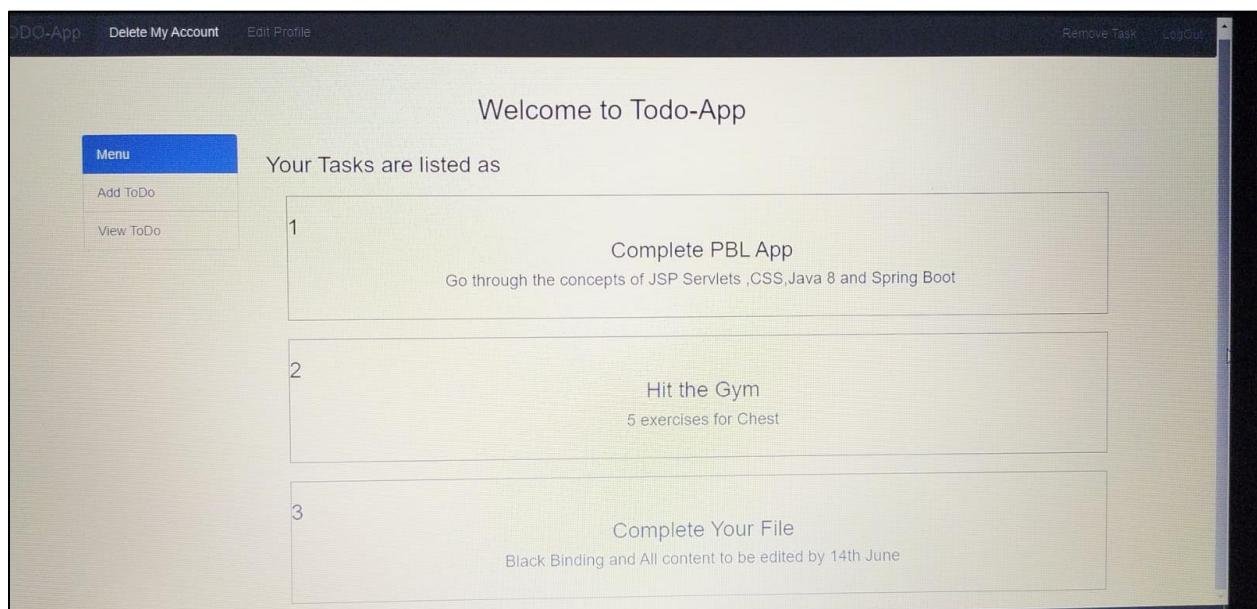 ODO-App Delete My Account Edit Profile Remove Task LogOut
Welcome to Todo-App
Menu
Add ToDo
View ToDo
Your Tasks are listed as
1
Complete PBL App
Go through the concepts of JSP Servlets ,CSS,Java 8 and Spring Boot
2
Hit the Gym
5 exercises for Chest
3
Complete Your File
Black Binding and All content to be edited by 14th June